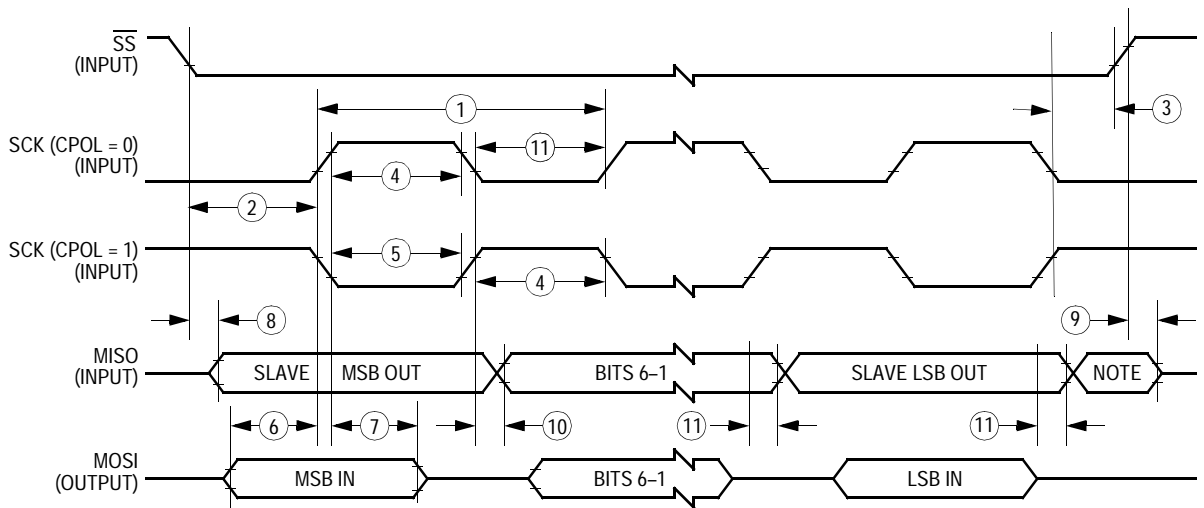 SS
(INPUT)
1
3
SCK (CPOL = 0)
(INPUT)
11
4
2
SCK (CPOL = 1)
(INPUT)
5
4
8
9
MISO
(INPUT)
SLAVE MSB OUT
BITS 6–1
SLAVE LSB OUT
NOTE
6
7
10
11
11
MOSI
(OUTPUT)
MSB IN
BITS 6–1
LSB IN